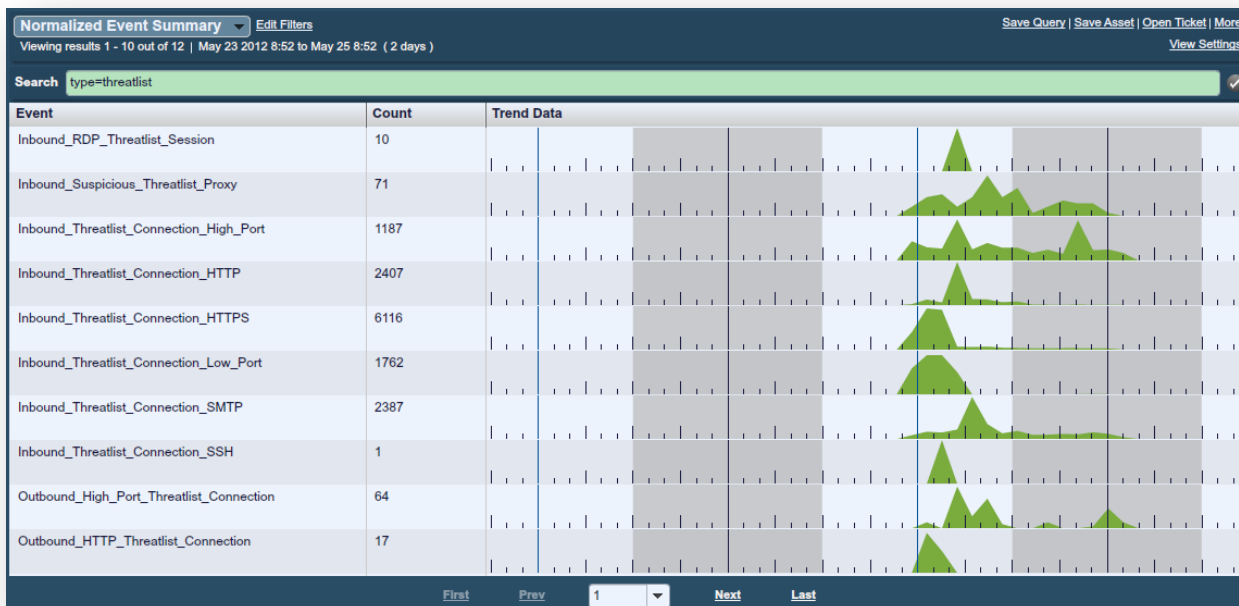 Normalized Event Summary Edit Filters Save Query | Save Asset | Open Ticket | More
Viewing results 1 - 10 out of 12 | May 23 2012 8:52 to May 25 8:52 ( 2 days ) View Settings
Search type=threatlist
Event Count Trend Data
Inbound_RDP_Threatlist_Session 10
Inbound_Suspicious_Threatlist_Proxy 71
Inbound_Threatlist_Connection_High_Port 1187
Inbound_Threatlist_Connection_HTTP 2407
Inbound_Threatlist_Connection_HTTPS 6116
Inbound_Threatlist_Connection_Low_Port 1762
Inbound_Threatlist_Connection_SMTP 2387
Inbound_Threatlist_Connection_SSH 1
Outbound_High_Port_Threatlist_Connection 64
Outbound_HTTP_Threatlist_Connection 17
First Prev 1 Next Last